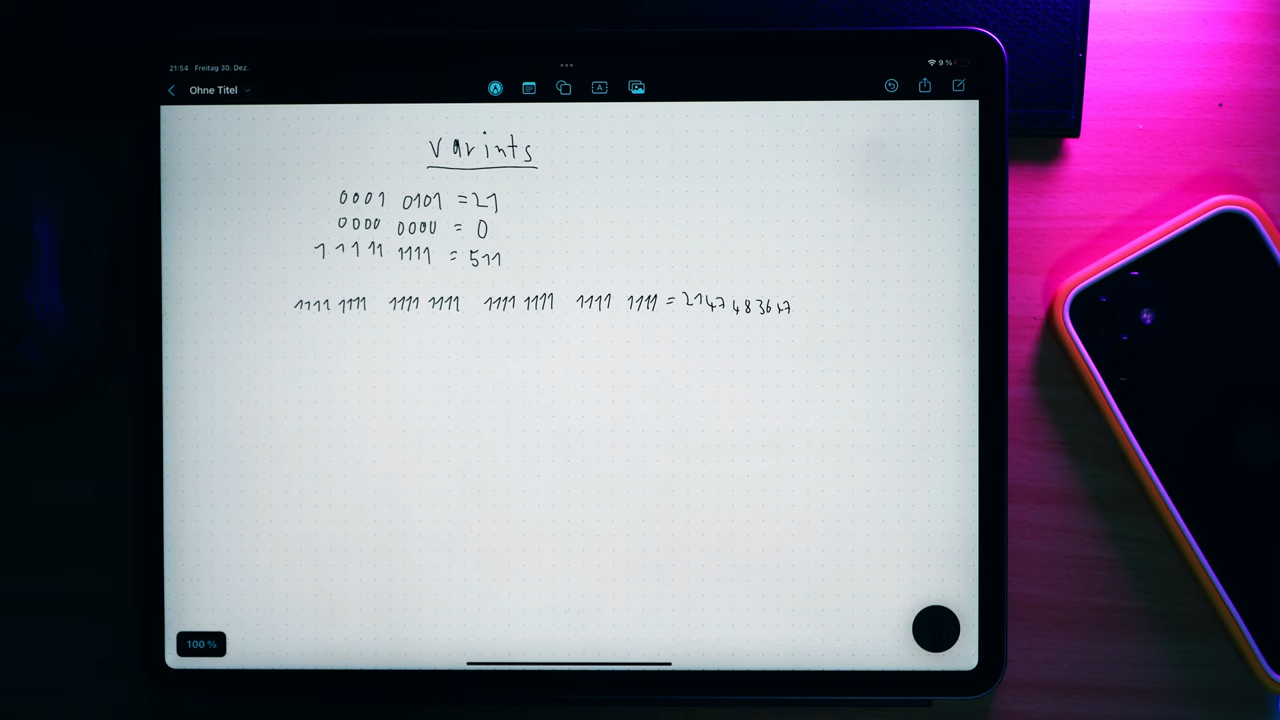 21:54 Freitag 30. Dez.
9 %
Ohne Titel
A
varints
0001 0101 = 21
0000 0000 = 0
1 1111 1111 = 511
1111 1111 1111 1111 1111 1111 1111 1111 = 2147483647
100 %